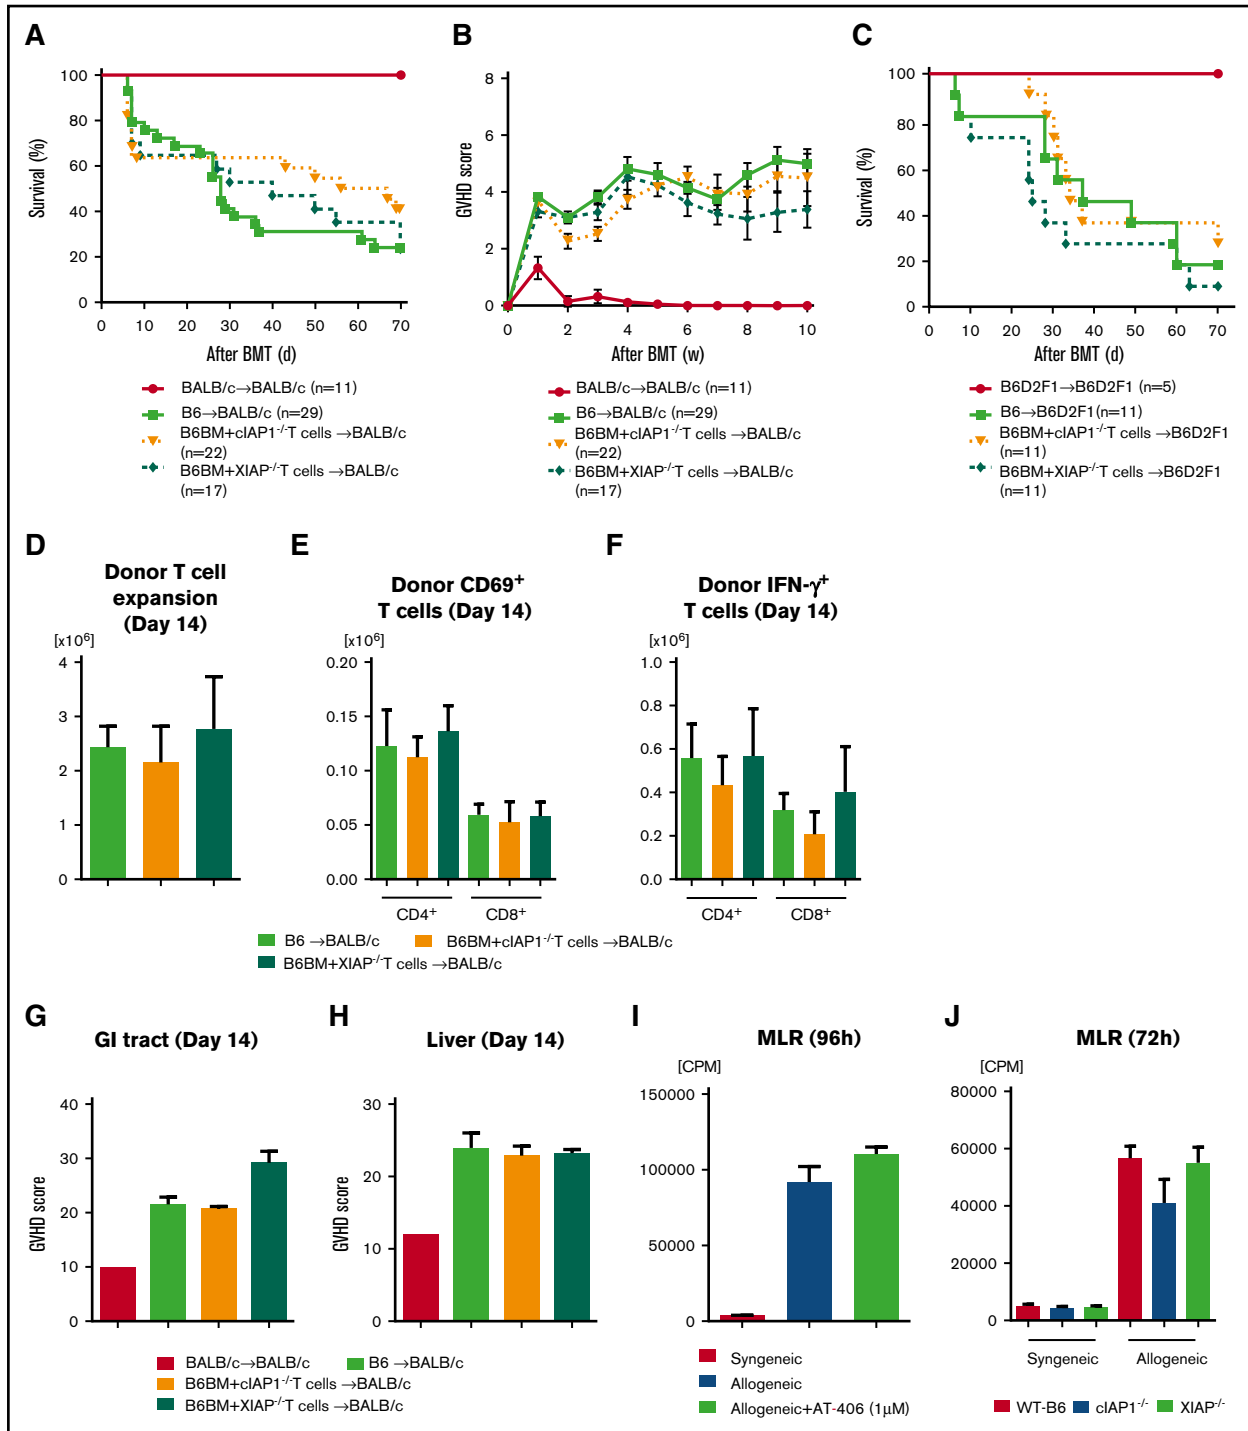 A
Survival (%)
100
80
60
40
20
0
0 10 20 30 40 50 60 70
After BMT (d)
BALB/c→BALB/c (n=11)
B6→BALB/c (n=29)
B6BM+cIAP1-/-T cells →BALB/c
(n=22)
B6BM+XIAP-/-T cells →BALB/c
(n=17)
B
GVHD score
8
6
4
2
0
0 2 4 6 8 10
After BMT (w)
BALB/c→BALB/c (n=11)
B6→BALB/c (n=29)
B6BM+cIAP1-/-T cells →BALB/c
(n=22)
B6BM+XIAP-/-T cells →BALB/c
(n=17)
C
Survival (%)
100
80
60
40
20
0
0 10 20 30 40 50 60 70
After BMT (d)
B6D2F1→B6D2F1 (n=5)
B6→B6D2F1(n=11)
B6BM+cIAP1-/-T cells →B6D2F1
(n=11)
B6BM+XIAP-/-T cells →B6D2F1
(n=11)
D
Donor T cell
expansion
(Day 14)
[x10⁶]
4
3
2
1
0
E
Donor CD69⁺
T cells (Day 14)
[x10⁶]
0.20
0.15
0.10
0.05
0.00
CD4⁺ CD8⁺
F
Donor IFN-γ⁺
T cells (Day 14)
[x10⁶]
1.0
0.8
0.6
0.4
0.2
0.0
CD4⁺ CD8⁺
B6 →BALB/c B6BM+cIAP1-/-T cells →BALB/c
B6BM+XIAP-/-T cells →BALB/c
G
GI tract (Day 14)
GVHD score
40
30
20
10
0
H
Liver (Day 14)
GVHD score
30
20
10
0
BALB/c→BALB/c B6 →BALB/c
B6BM+cIAP1-/-T cells →BALB/c
B6BM+XIAP-/-T cells →BALB/c
I
MLR (96h)
[CPM]
150000
100000
50000
0
Syngeneic
Allogeneic
Allogeneic+AT-406 (1μM)
J
MLR (72h)
[CPM]
80000
60000
40000
20000
0
Syngeneic Allogeneic
WT-B6 cIAP1-/- XIAP-/-